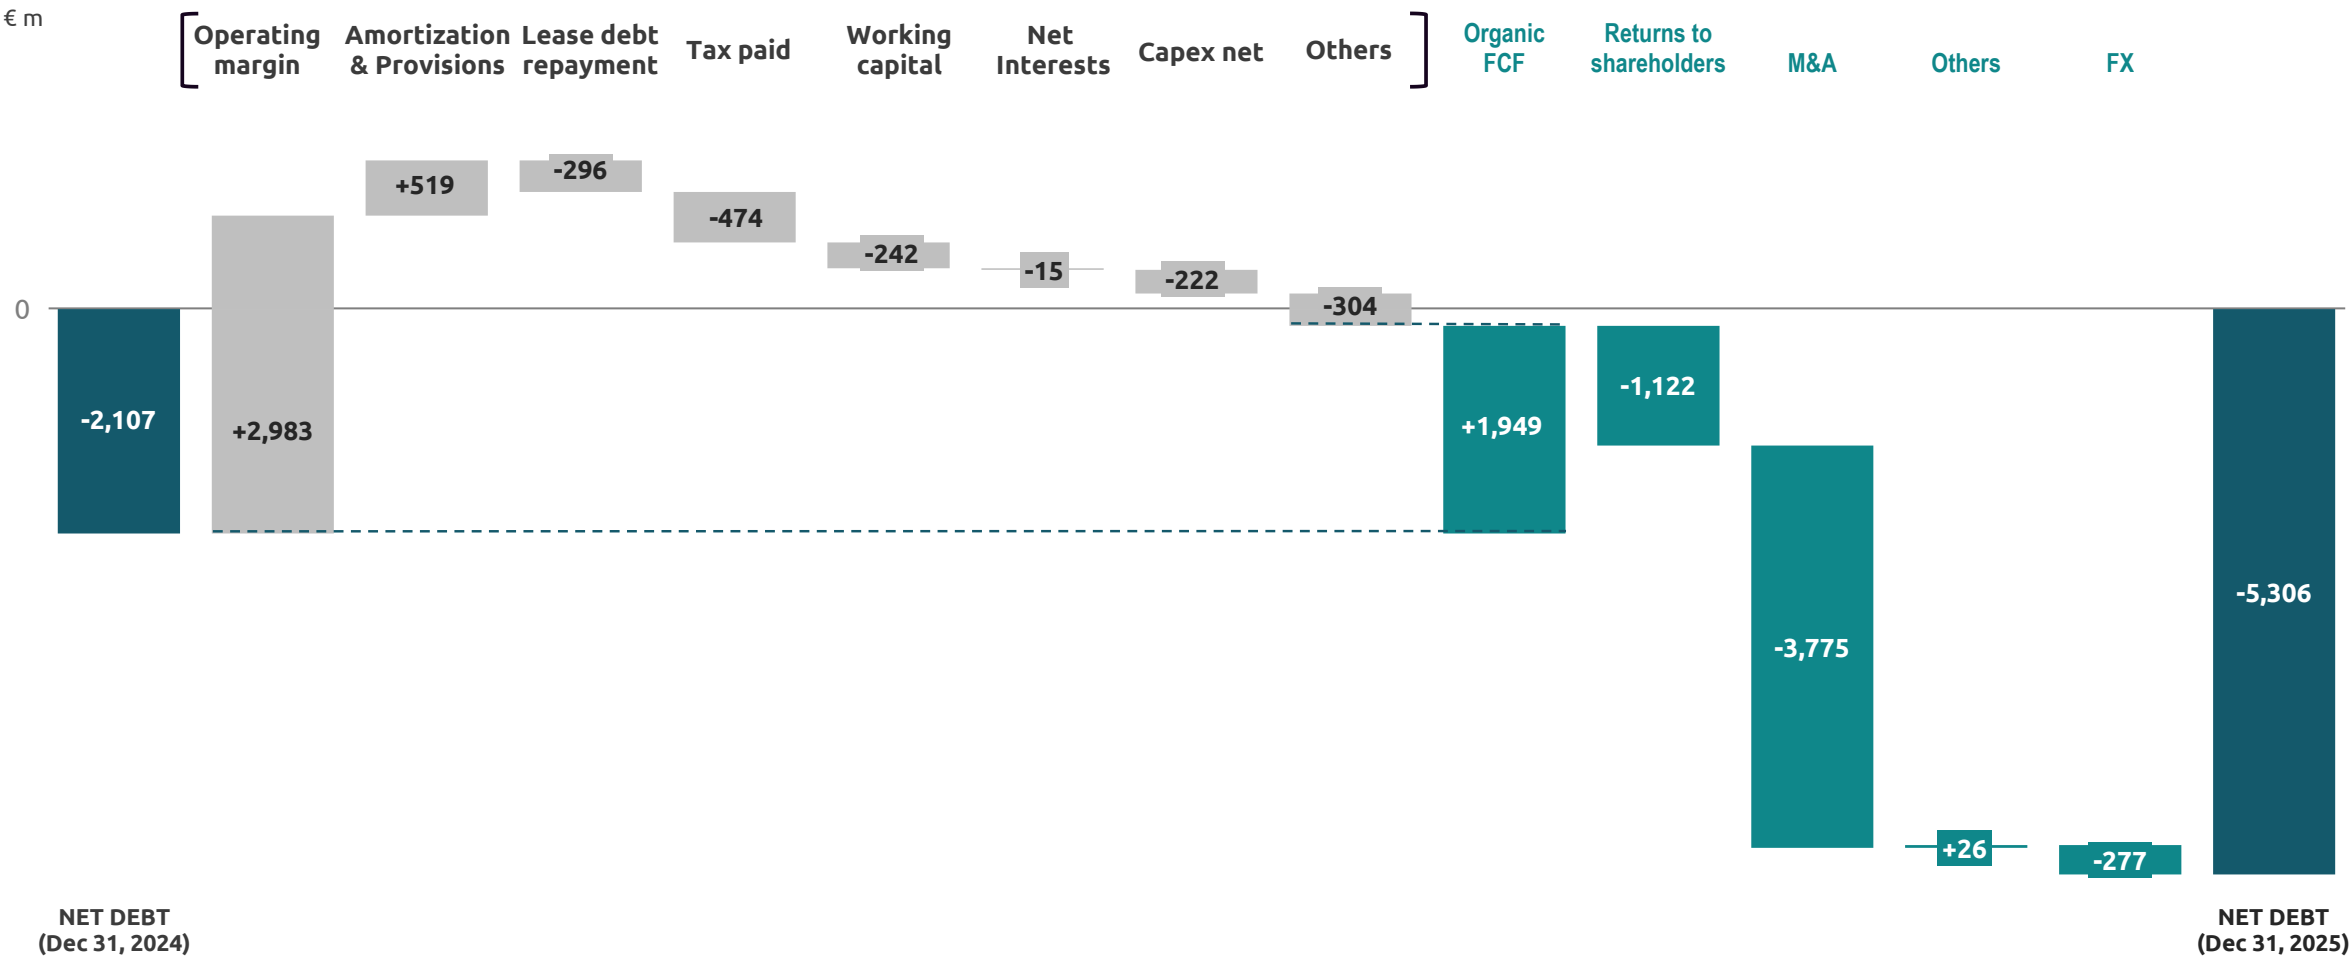 € m
Operating
margin
Amortization
& Provisions
Lease debt
repayment
Tax paid
Working
capital
Net
Interests
Capex net
Others
Organic
FCF
Returns to
shareholders
M&A
Others
FX
+519
-296
-474
-242
-15
-222
-304
0
-2,107
+2,983
+1,949
-1,122
-3,775
+26
-277
-5,306
NET DEBT
(Dec 31, 2024)
NET DEBT
(Dec 31, 2025)